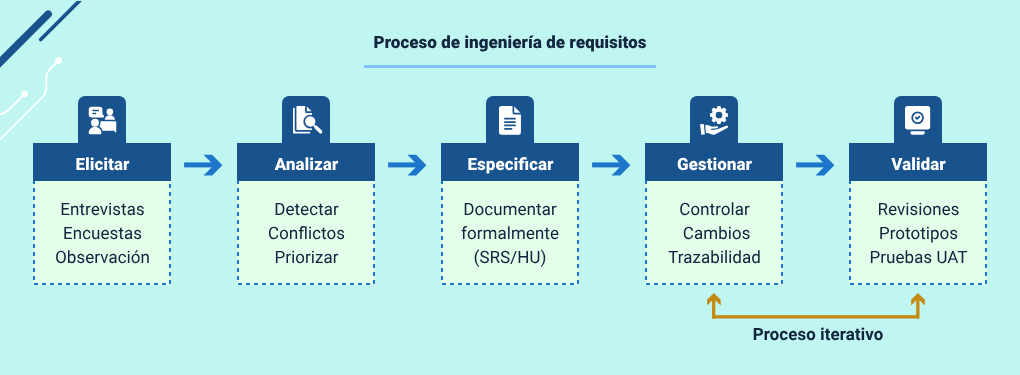 Proceso de ingeniería de requisitos
Elicitar
Entrevistas
Encuestas
Observación
Analizar
Detectar
Conflictos
Priorizar
Especificar
Documentar
formalmente
(SRS/HU)
Gestionar
Controlar
Cambios
Trazabilidad
Validar
Revisiones
Prototipos
Pruebas UAT
Proceso iterativo